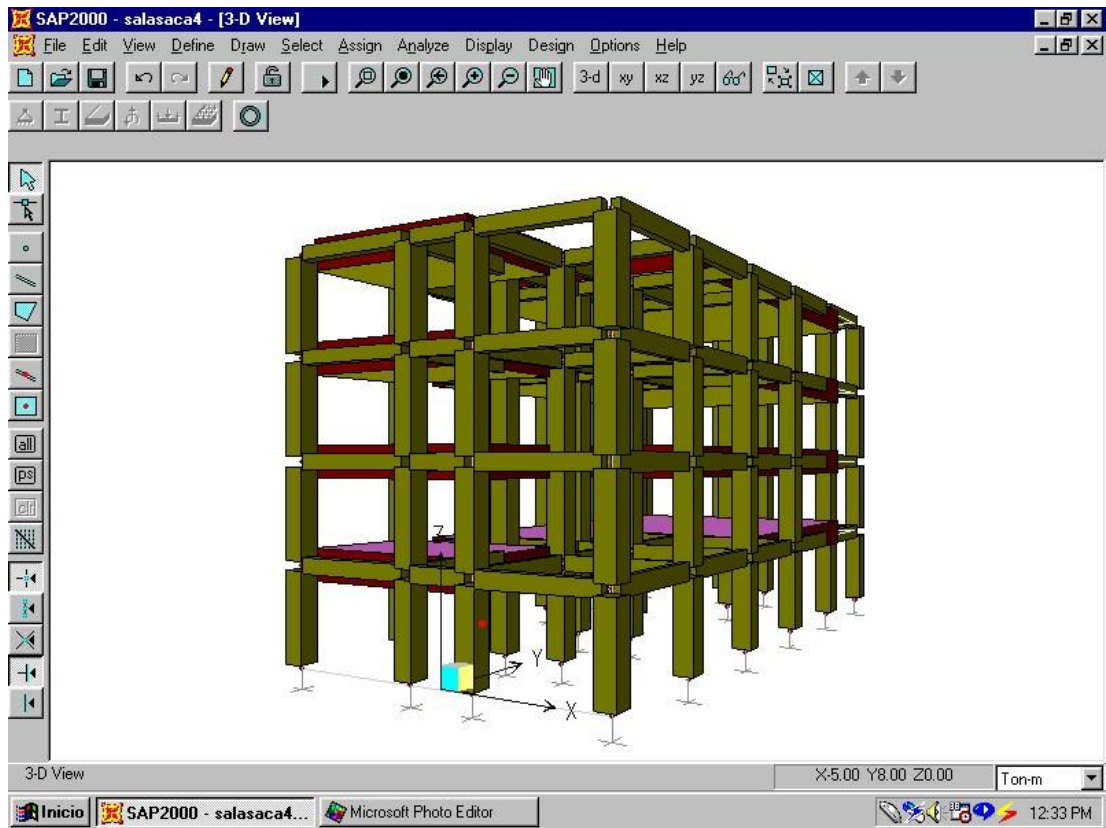 SAP2000 - salasaca4 - [3-D View]
File Edit View Define Draw Select Assign Analyze Display Design Options Help
3-d xy xz yz
all
ps
clr
Z
Y
X
3-D View X-5.00 Y8.00 Z0.00 Ton-m
Inicio SAP2000 - salasaca4... Microsoft Photo Editor 12:33 PM